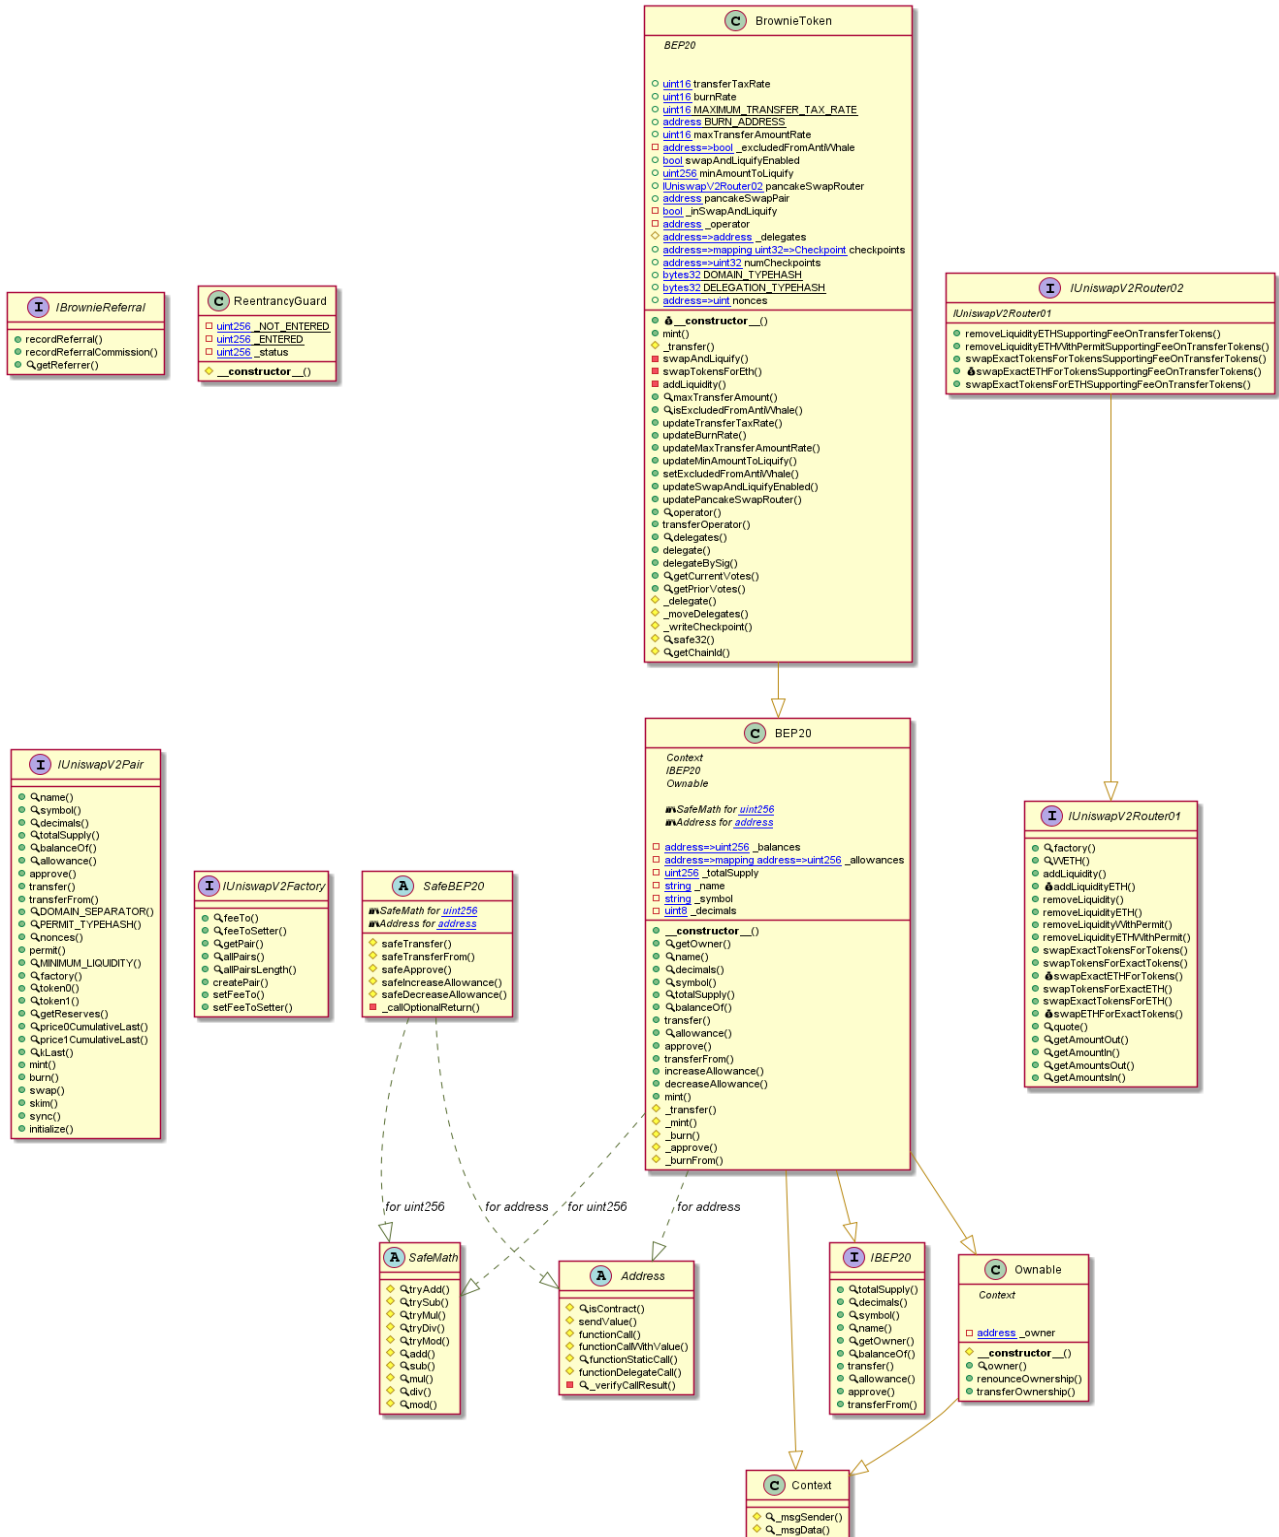 C BrownieToken
BEP20
uint16 transferTaxRate
uint16 burnRate
uint16 MAXIMUM_TRANSFER_TAX_RATE
address BURN_ADDRESS
uint16 maxTransferAmountRate
address=>bool _excludedFromAntiWhale
bool swapAndLiquifyEnabled
uint256 minAmountToLiquify
IUniswapV2Router02 pancakeSwapRouter
address pancakeSwapPair
bool _inSwapAndLiquify
address _operator
address=>address _delegates
address=>mapping uint32=>Checkpoint checkpoints
address=>uint32 numCheckpoints
bytes32 DOMAIN_TYPEHASH
bytes32 DELEGATION_TYPEHASH
address=>uint nonces
__constructor__()
mint()
_transfer()
swapAndLiquify()
swapTokensForEth()
addLiquidity()
maxTransferAmount()
isExcludedFromAntiWhale()
updateTransferTaxRate()
updateBurnRate()
updateMaxTransferAmountRate()
updateMinAmountToLiquify()
setExcludedFromAntiWhale()
updateSwapAndLiquifyEnabled()
updatePancakeSwapRouter()
operator()
transferOperator()
delegates()
delegate()
delegateBySig()
getCurrentVotes()
getPriorVotes()
_delegate()
_moveDelegates()
_writeCheckpoint()
safe32()
getChainId()
I IBrownieReferral
recordReferral()
recordReferralCommission()
getReferrer()
C ReentrancyGuard
uint256 _NOT_ENTERED
uint256 _ENTERED
uint256 _status
__constructor__()
I IUniswapV2Router02
IUniswapV2Router01
removeLiquidityETHSupportingFeeOnTransferTokens()
removeLiquidityETHWithPermitSupportingFeeOnTransferTokens()
swapExactTokensForTokensSupportingFeeOnTransferTokens()
swapExactETHForTokensSupportingFeeOnTransferTokens()
swapExactTokensForETHSupportingFeeOnTransferTokens()
I IUniswapV2Pair
name()
symbol()
decimals()
totalSupply()
balanceOf()
allowance()
approve()
transfer()
transferFrom()
DOMAIN_SEPARATOR()
PERMIT_TYPEHASH()
nonces()
permit()
MINIMUM_LIQUIDITY()
factory()
token0()
token1()
getReserves()
price0CumulativeLast()
price1CumulativeLast()
kLast()
mint()
burn()
swap()
skim()
sync()
initialize()
I IUniswapV2Factory
feeTo()
feeToSetter()
getPair()
allPairs()
allPairsLength()
createPair()
setFeeTo()
setFeeToSetter()
A SafeBEP20
SafeMath for uint256
Address for address
safeTransfer()
safeTransferFrom()
safeApprove()
safeIncreaseAllowance()
safeDecreaseAllowance()
_callOptionalReturn()
C BEP20
Context
IBEP20
Ownable
SafeMath for uint256
Address for address
address=>uint256 _balances
address=>mapping address=>uint256 _allowances
uint256 _totalSupply
string _name
string _symbol
uint8 _decimals
__constructor__()
getOwner()
name()
decimals()
symbol()
totalSupply()
balanceOf()
transfer()
allowance()
approve()
transferFrom()
increaseAllowance()
decreaseAllowance()
mint()
_transfer()
_mint()
_burn()
_approve()
_burnFrom()
I IUniswapV2Router01
factory()
WETH()
addLiquidity()
addLiquidityETH()
removeLiquidity()
removeLiquidityETH()
removeLiquidityWithPermit()
removeLiquidityETHWithPermit()
swapExactTokensForTokens()
swapTokensForExactTokens()
swapExactETHForTokens()
swapTokensForExactETH()
swapExactTokensForETH()
swapETHForExactTokens()
quote()
getAmountOut()
getAmountIn()
getAmountsOut()
getAmountsIn()
for uint256
for address
for uint256
for address
A SafeMath
tryAdd()
trySub()
tryMul()
tryDiv()
tryMod()
add()
sub()
mul()
div()
mod()
A Address
isContract()
sendValue()
functionCall()
functionCallWithValue()
functionStaticCall()
functionDelegateCall()
_verifyCallResult()
I IBEP20
totalSupply()
decimals()
symbol()
name()
getOwner()
balanceOf()
transfer()
allowance()
approve()
transferFrom()
C Ownable
Context
address _owner
__constructor__()
owner()
renounceOwnership()
transferOwnership()
C Context
_msgSender()
_msgData()